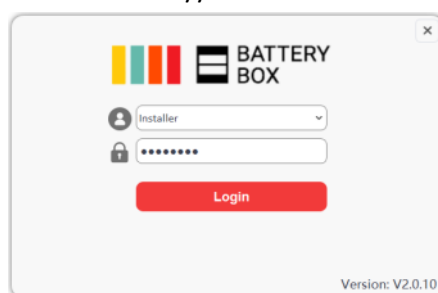 BATTERY
BOX
Installer
••••••••
Login
Version: V2.0.10